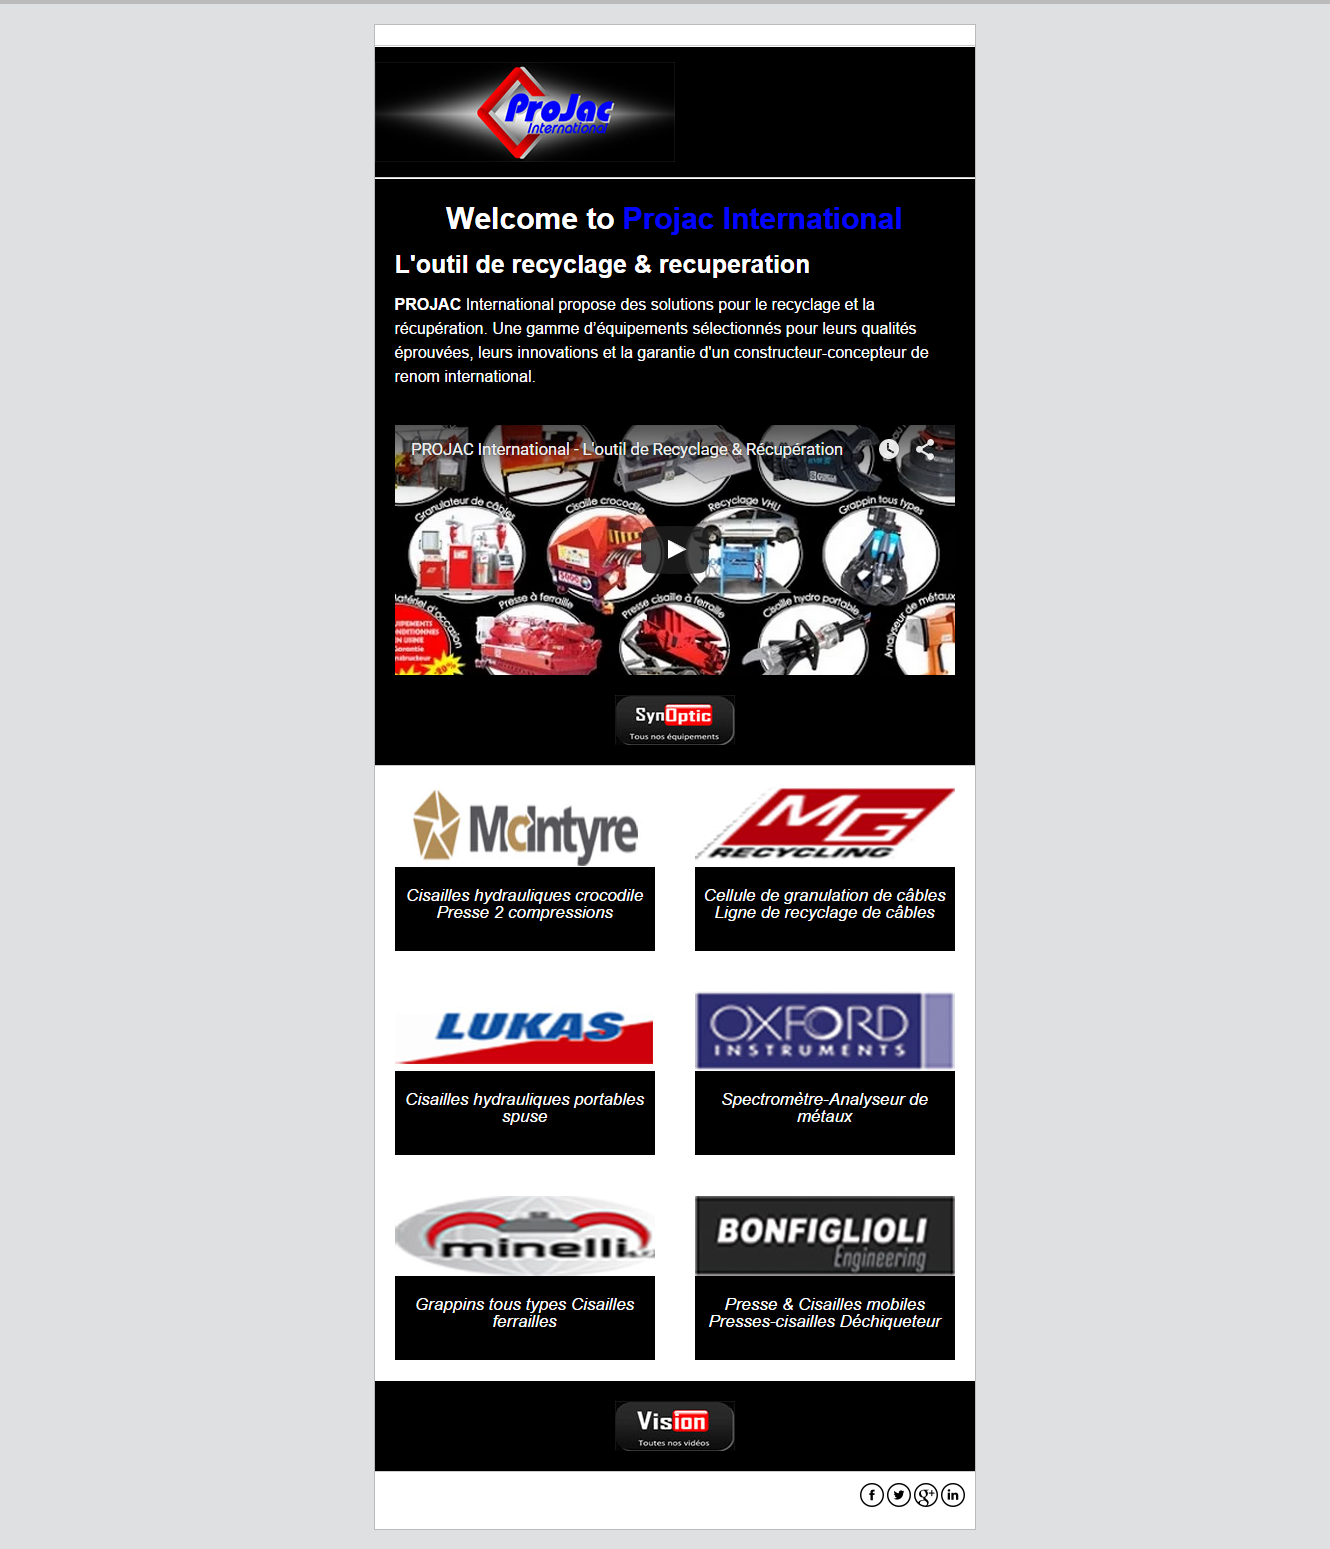 ProJac
International
Welcome to Projac International
L'outil de recyclage & recuperation
PROJAC International propose des solutions pour le recyclage et la
récupération. Une gamme d’équipements sélectionnés pour leurs qualités
éprouvées, leurs innovations et la garantie d'un constructeur-concepteur de
renom international.
PROJAC International - L'outil de Recyclage & Récupération
Granulateur de câbles
Cisaille crocodile
Recyclage VHU
Grappin tous types
5000
Presse à ferraille
Presse cisaille à ferraille
Cisaille hydro portable
Analyseur de métaux
SynOptic
Tous nos équipements
McIntyre
MG
RECYCLING
Cisailles hydrauliques crocodile
Presse 2 compressions
Cellule de granulation de câbles
Ligne de recyclage de câbles
LUKAS
OXFORD
INSTRUMENTS
Cisailles hydrauliques portables
spuse
Spectromètre-Analyseur de
métaux
minelli
BONFIGLIOLI
Engineering
Grappins tous types Cisailles
ferrailles
Presse & Cisailles mobiles
Presses-cisailles Déchiqueteur
Vision
Toutes nos vidéos